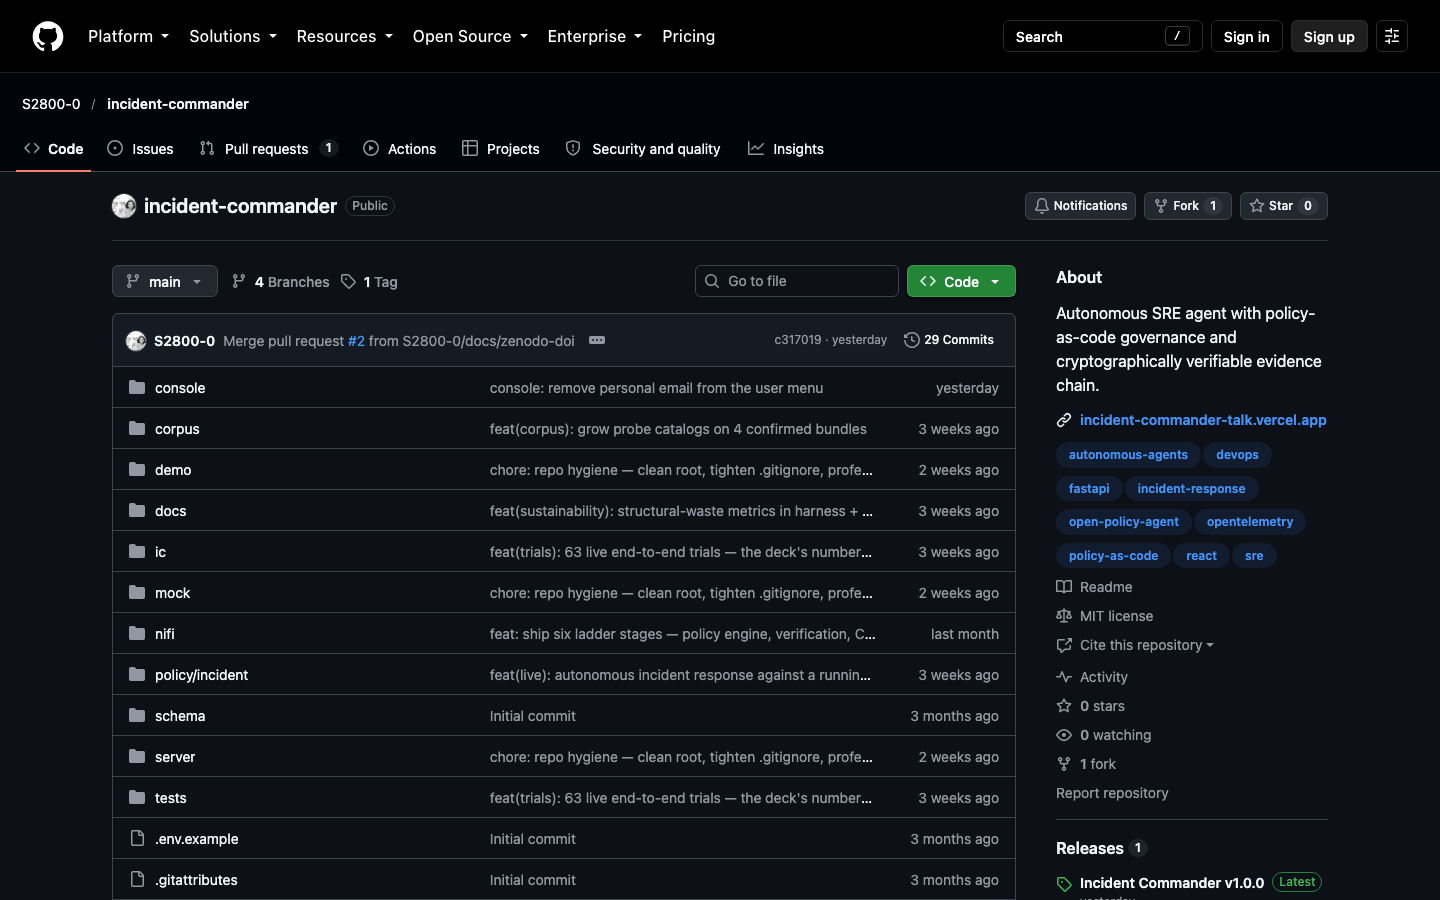 Platform Solutions Resources Open Source Enterprise Pricing Search / Sign in Sign up
S2800-0 / incident-commander
Code Issues Pull requests 1 Actions Projects Security and quality Insights
incident-commander Public Notifications Fork 1 Star 0
main 4 Branches 1 Tag Go to file Code
S2800-0 Merge pull request #2 from S2800-0/docs/zenodo-doi c317019 · yesterday 29 Commits
console console: remove personal email from the user menu yesterday
corpus feat(corpus): grow probe catalogs on 4 confirmed bundles 3 weeks ago
demo chore: repo hygiene — clean root, tighten .gitignore, profe... 2 weeks ago
docs feat(sustainability): structural-waste metrics in harness + ... 3 weeks ago
ic feat(trials): 63 live end-to-end trials — the deck's number... 3 weeks ago
mock chore: repo hygiene — clean root, tighten .gitignore, profe... 2 weeks ago
nifi feat: ship six ladder stages — policy engine, verification, C... last month
policy/incident feat(live): autonomous incident response against a runnin... 3 weeks ago
schema Initial commit 3 months ago
server chore: repo hygiene — clean root, tighten .gitignore, profe... 2 weeks ago
tests feat(trials): 63 live end-to-end trials — the deck's number... 3 weeks ago
.env.example Initial commit 3 months ago
.gitattributes Initial commit 3 months ago
About
Autonomous SRE agent with policy-
as-code governance and
cryptographically verifiable evidence
chain.
incident-commander-talk.vercel.app
autonomous-agents devops
fastapi incident-response
open-policy-agent opentelemetry
policy-as-code react sre
Readme
MIT license
Cite this repository
Activity
0 stars
0 watching
1 fork
Report repository
Releases 1
Incident Commander v1.0.0 Latest